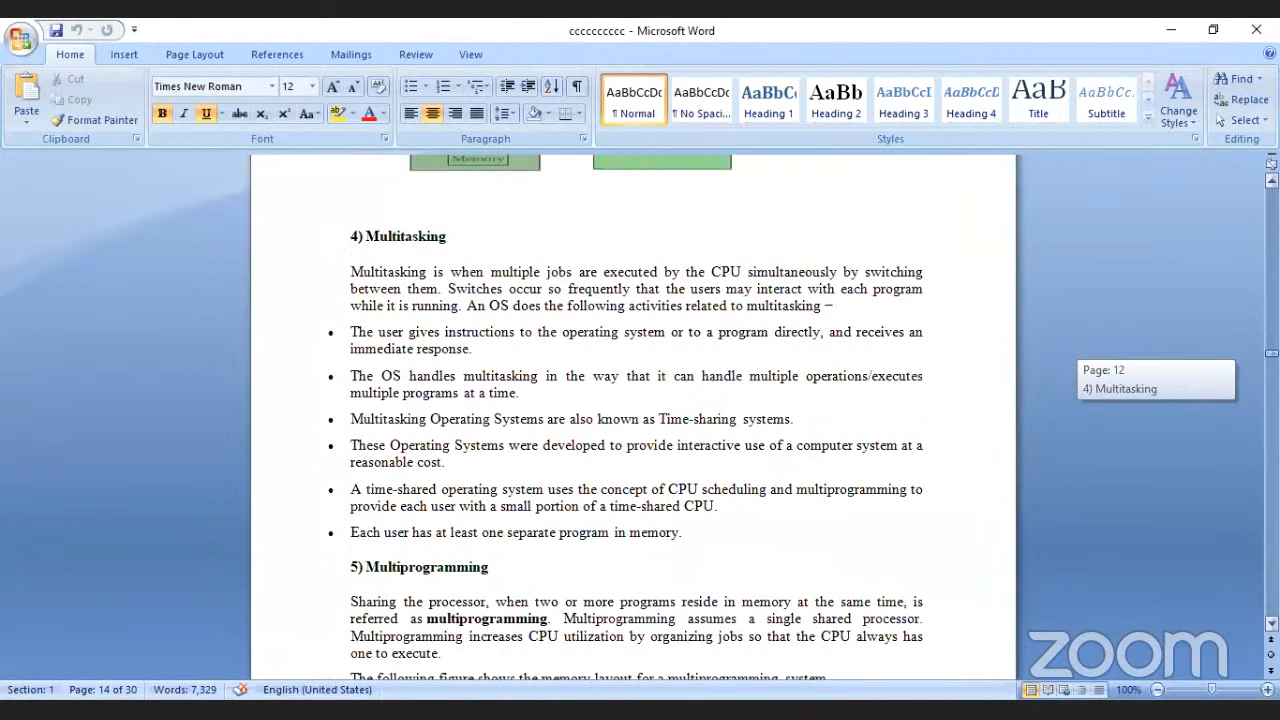 cccccccccc - Microsoft Word
Home Insert Page Layout References Mailings Review View
Paste
Cut
Copy
Format Painter
Clipboard
Times New Roman 12
Font
Paragraph
AaBbCcDc AaBbCcDc AaBbC AaBb AaBbCcI AaBbCcD AaB AaBbCc.
¶ Normal ¶ No Spaci... Heading 1 Heading 2 Heading 3 Heading 4 Title Subtitle
Change Styles
Styles
Find
Replace
Select
Editing
Memory
4) Multitasking
Multitasking is when multiple jobs are executed by the CPU simultaneously by switching
between them. Switches occur so frequently that the users may interact with each program
while it is running. An OS does the following activities related to multitasking −
• The user gives instructions to the operating system or to a program directly, and receives an
immediate response.
• The OS handles multitasking in the way that it can handle multiple operations/executes
multiple programs at a time.
• Multitasking Operating Systems are also known as Time-sharing systems.
• These Operating Systems were developed to provide interactive use of a computer system at a
reasonable cost.
• A time-shared operating system uses the concept of CPU scheduling and multiprogramming to
provide each user with a small portion of a time-shared CPU.
• Each user has at least one separate program in memory.
5) Multiprogramming
Sharing the processor, when two or more programs reside in memory at the same time, is
referred as multiprogramming. Multiprogramming assumes a single shared processor.
Multiprogramming increases CPU utilization by organizing jobs so that the CPU always has
one to execute.
The following figure shows the memory layout for a multiprogramming system
Page: 12
4) Multitasking
zoom
Section: 1 Page: 14 of 30 Words: 7,329 English (United States) 100%